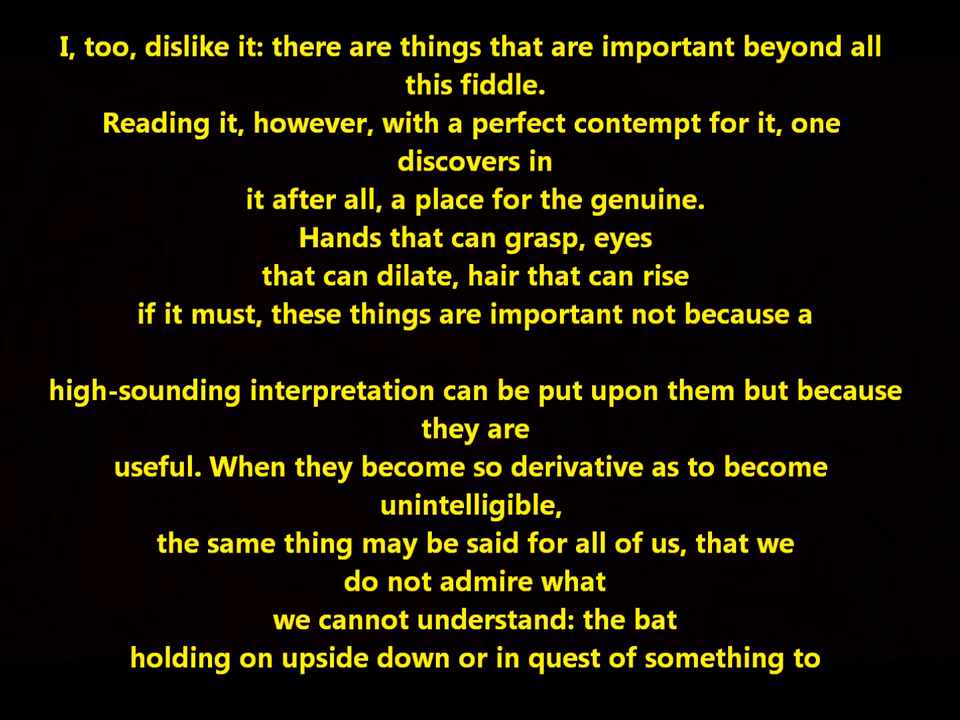 I, too, dislike it: there are things that are important beyond all
this fiddle.
Reading it, however, with a perfect contempt for it, one
discovers in
it after all, a place for the genuine.
Hands that can grasp, eyes
that can dilate, hair that can rise
if it must, these things are important not because a
high-sounding interpretation can be put upon them but because
they are
useful. When they become so derivative as to become
unintelligible,
the same thing may be said for all of us, that we
do not admire what
we cannot understand: the bat
holding on upside down or in quest of something to